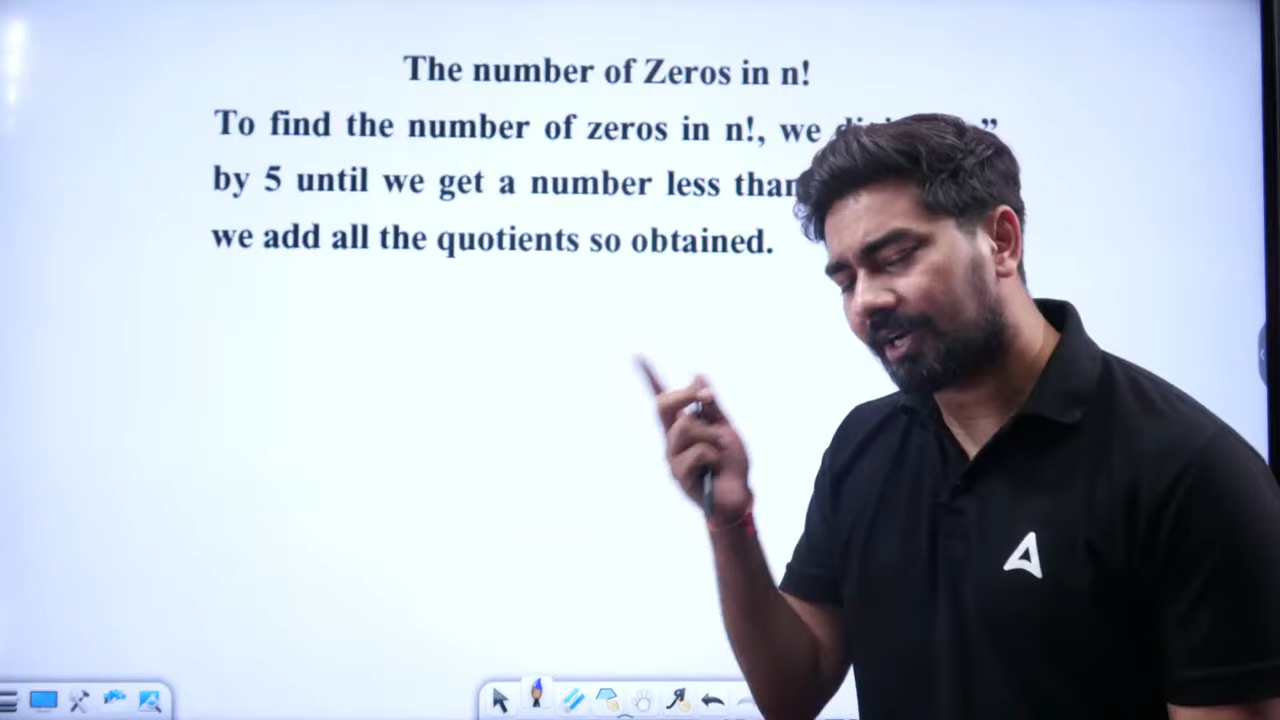 The number of Zeros in n!
To find the number of zeros in n!, we ”
by 5 until we get a number less than
we add all the quotients so obtained.